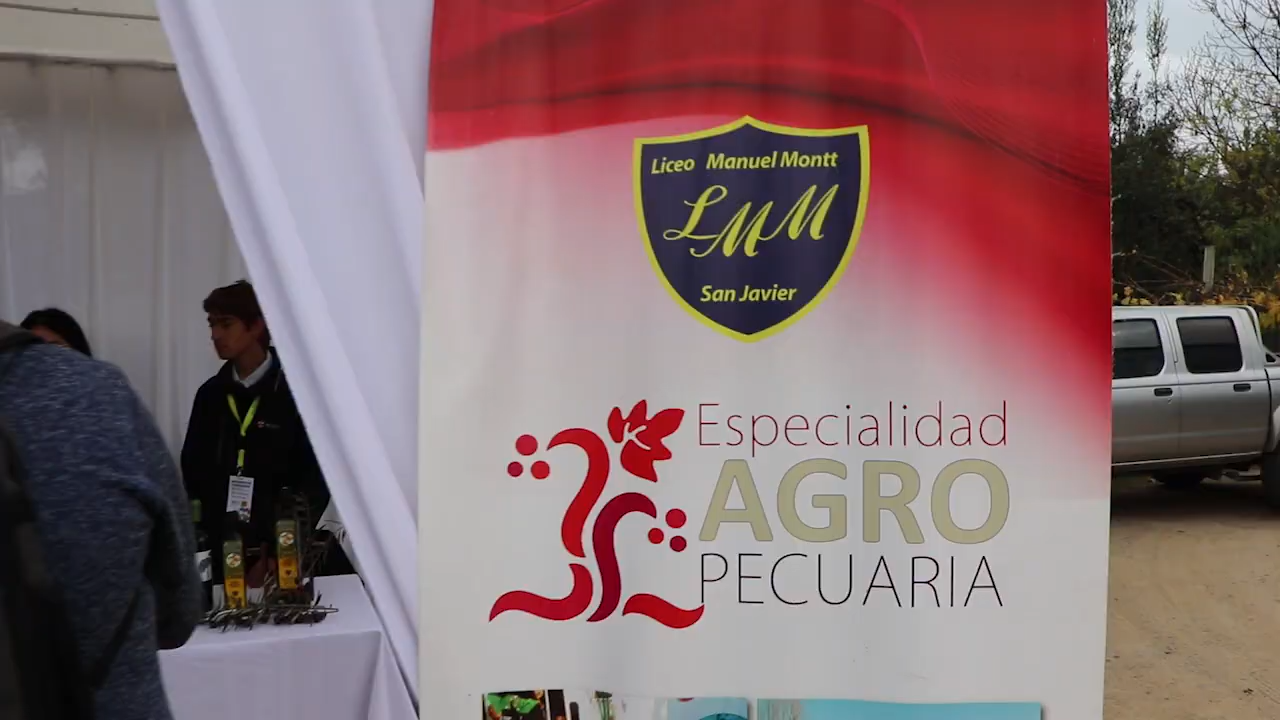 Liceo Manuel Montt
LMM
San Javier
Especialidad
AGRO
PECUARIA